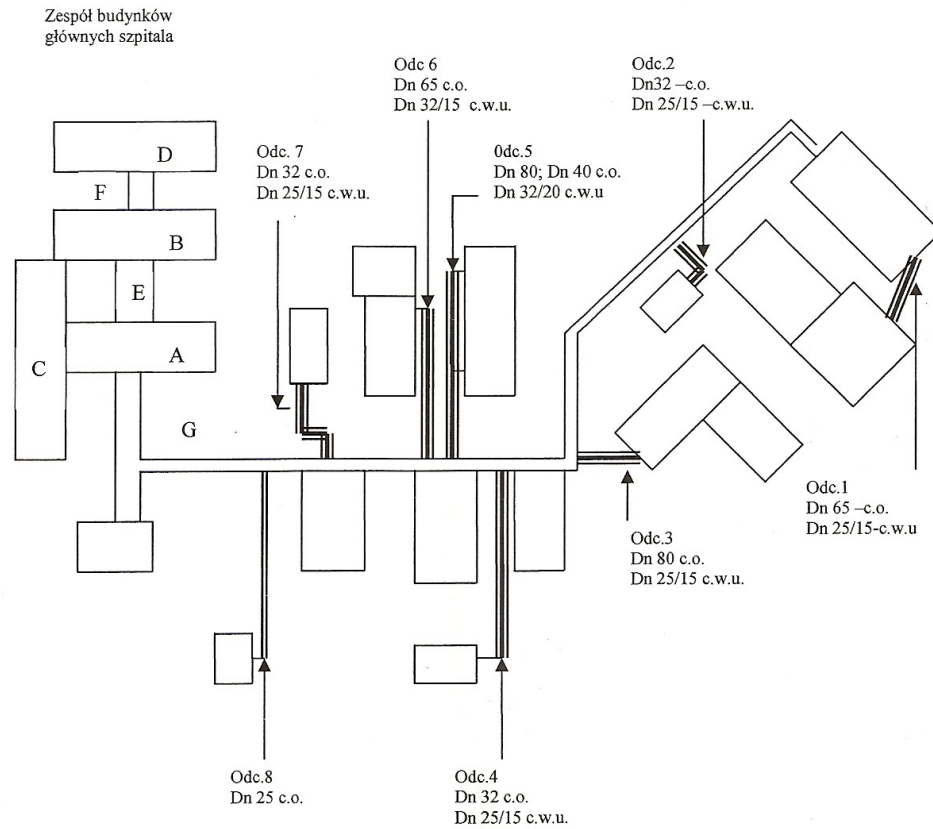 Zespół budynków
głównych szpitala
Odc 6
Dn 65 c.o.
Dn 32/15 c.w.u.
Odc.2
Dn32 –c.o.
Dn 25/15 –c.w.u.
Odc. 7
Dn 32 c.o.
Dn 25/15 c.w.u.
0dc.5
Dn 80; Dn 40 c.o.
Dn 32/20 c.w.u
D
F
B
E
A
C
G
Odc.1
Dn 65 –c.o.
Dn 25/15-c.w.u
Odc.3
Dn 80 c.o.
Dn 25/15 c.w.u.
Odc.8
Dn 25 c.o.
Odc.4
Dn 32 c.o.
Dn 25/15 c.w.u.